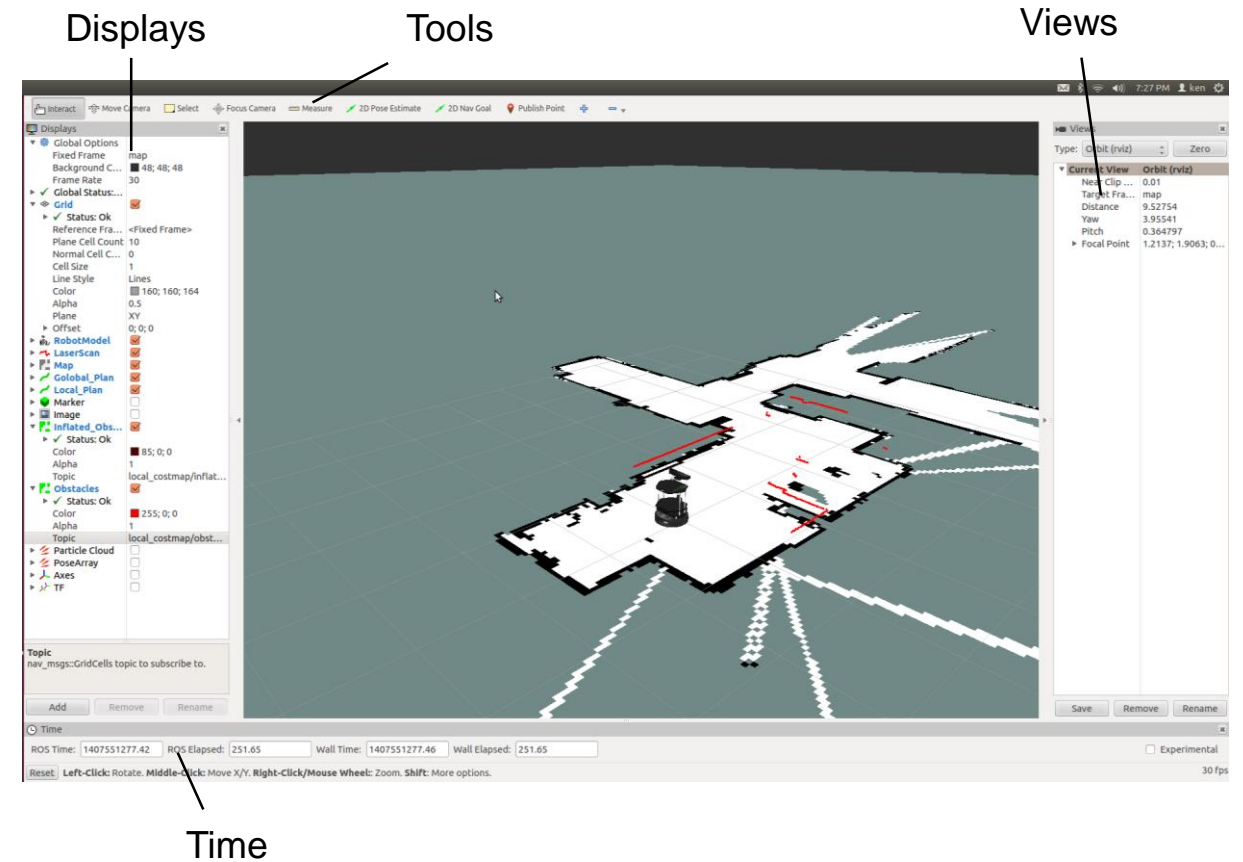 Displays
Tools
Views
7:27 PM ken
Interact Move Camera Select Focus Camera Measure 2D Pose Estimate 2D Nav Goal Publish Point
Displays
Global Options
Fixed Frame map
Background C... 48; 48; 48
Frame Rate 30
Global Status:...
Grid
Status: Ok
Reference Fra... <Fixed Frame>
Plane Cell Count 10
Normal Cell C... 0
Cell Size 1
Line Style Lines
Color 160; 160; 164
Alpha 0.5
Plane XY
Offset 0; 0; 0
RobotModel
LaserScan
Map
Golobal_Plan
Local_Plan
Marker
Image
Inflated_Obs...
Status: Ok
Color 85; 0; 0
Alpha 1
Topic local_costmap/inflat...
Obstacles
Status: Ok
Color 255; 0; 0
Alpha 1
Topic local_costmap/obst...
Particle Cloud
PoseArray
Axes
TF
Topic
nav_msgs::GridCells topic to subscribe to.
Add Remove Rename
Views
Type: Orbit (rviz) Zero
Current View Orbit (rviz)
Near Clip ... 0.01
Target Fra... map
Distance 9.52754
Yaw 3.95541
Pitch 0.364797
Focal Point 1.2137; 1.9063; 0...
Save Remove Rename
Time
ROS Time: 1407551277.42 ROS Elapsed: 251.65 Wall Time: 1407551277.46 Wall Elapsed: 251.65 Experimental
Reset Left-Click: Rotate. Middle-Click: Move X/Y. Right-Click/Mouse Wheel:: Zoom. Shift: More options. 30 fps
Time